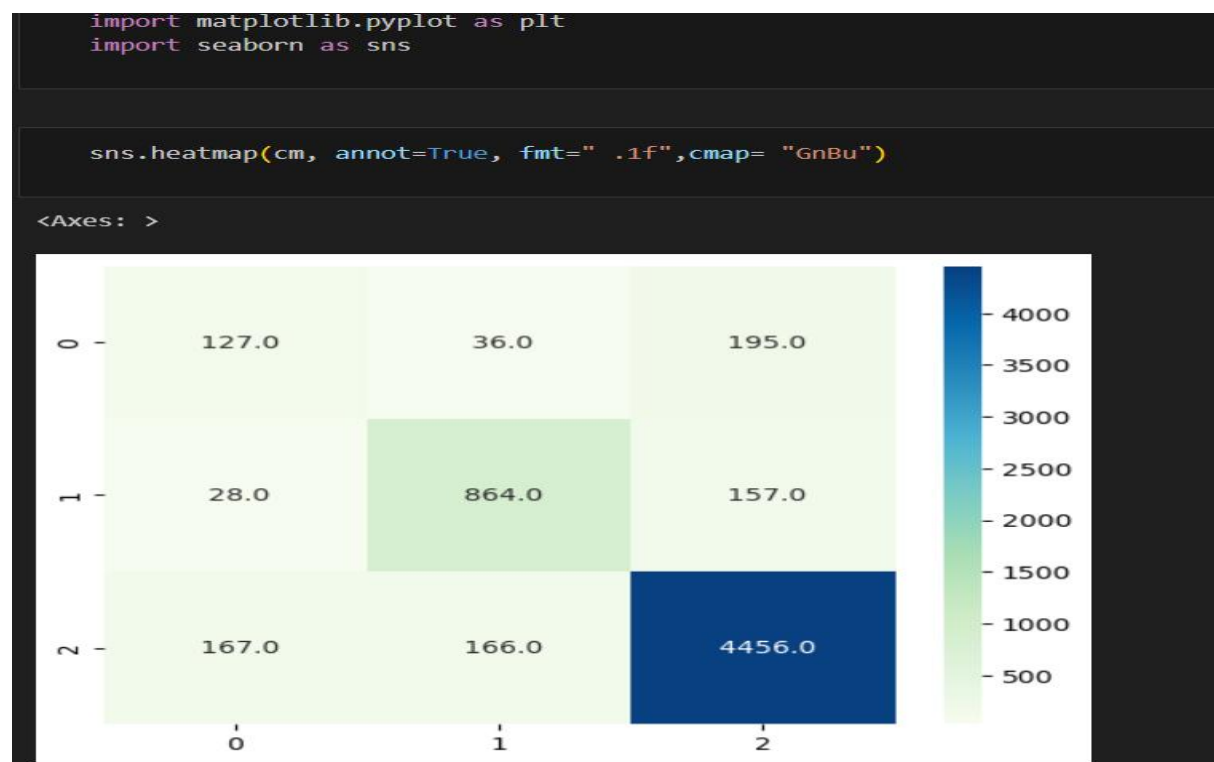 import matplotlib.pyplot as plt
import seaborn as sns
sns.heatmap(cm, annot=True, fmt=" .1f",cmap= "GnBu")
<Axes: >
0
127.0 36.0 195.0
1
28.0 864.0 157.0
2
167.0 166.0 4456.0
0 1 2
4000
3500
3000
2500
2000
1500
1000
500